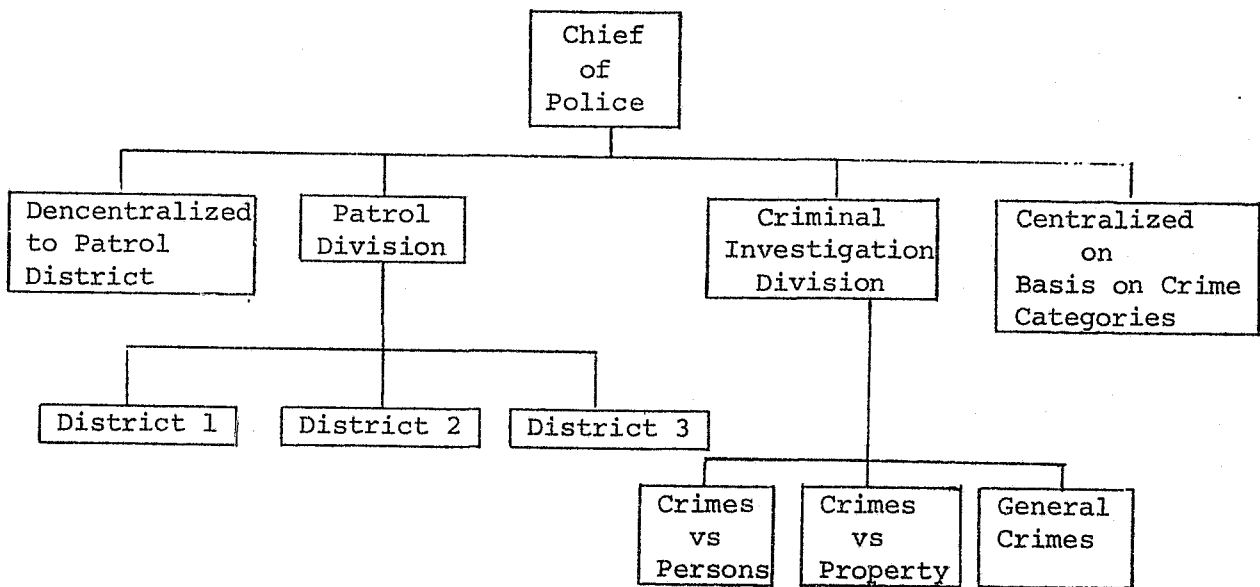 Chief
of
Police
Dencentralized
to Patrol
District
Patrol
Division
Criminal
Investigation
Division
Centralized
on
Basis on Crime
Categories
District 1
District 2
District 3
Crimes
vs
Persons
Crimes
vs
Property
General
Crimes